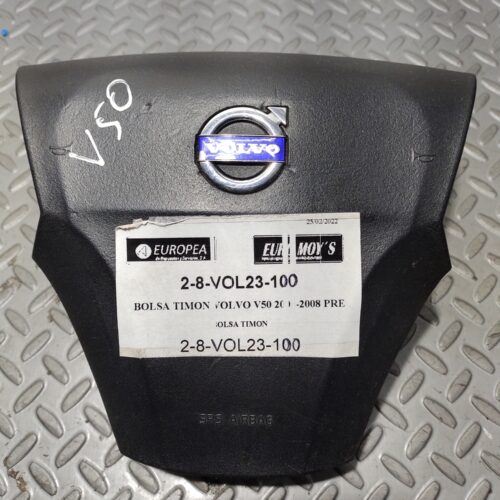 V50
VOLVO
25/02/2022
EUROPEA
EURO MOY´S
2-8-VOL23-100
BOLSA TIMON VOLVO V50 20 -2008 PRE
BOLSA TIMON
2-8-VOL23-100
SRS AIRBAG